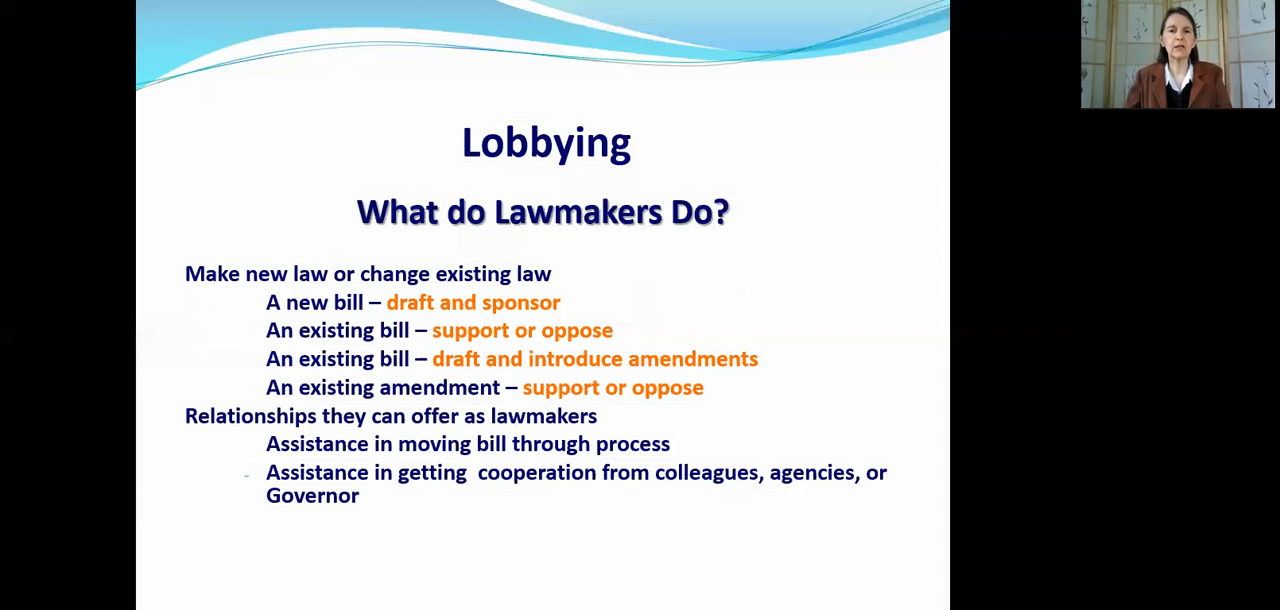 Lobbying
What do Lawmakers Do?
Make new law or change existing law
A new bill – draft and sponsor
An existing bill – support or oppose
An existing bill – draft and introduce amendments
An existing amendment – support or oppose
Relationships they can offer as lawmakers
Assistance in moving bill through process
- Assistance in getting  cooperation from colleagues, agencies, or
Governor